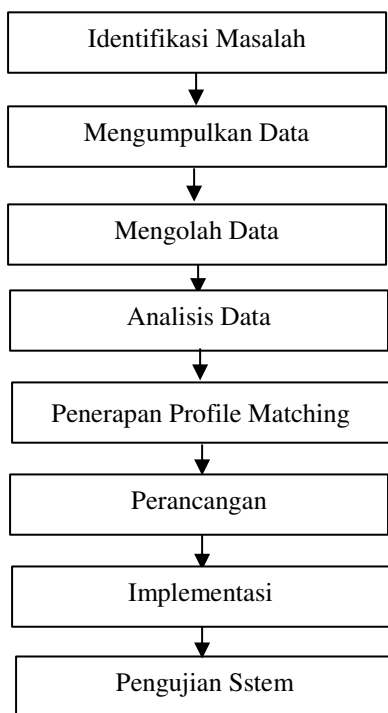 Identifikasi Masalah
Mengumpulkan Data
Mengolah Data
Analisis Data
Penerapan Profile Matching
Perancangan
Implementasi
Pengujian Sstem